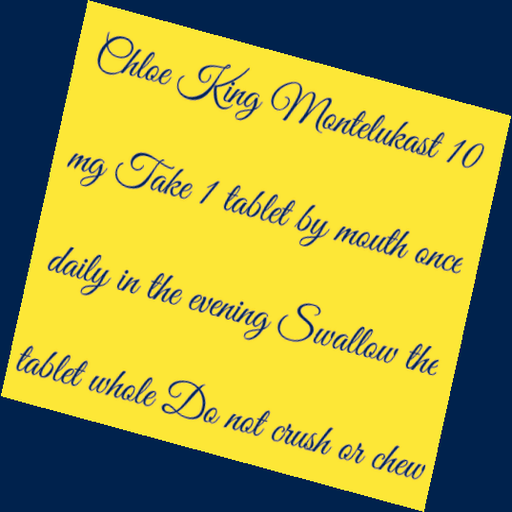 Chloe King Montelukast 10
mg Take 1 tablet by mouth once
daily in the evening Swallow the
tablet whole Do not crush or chew